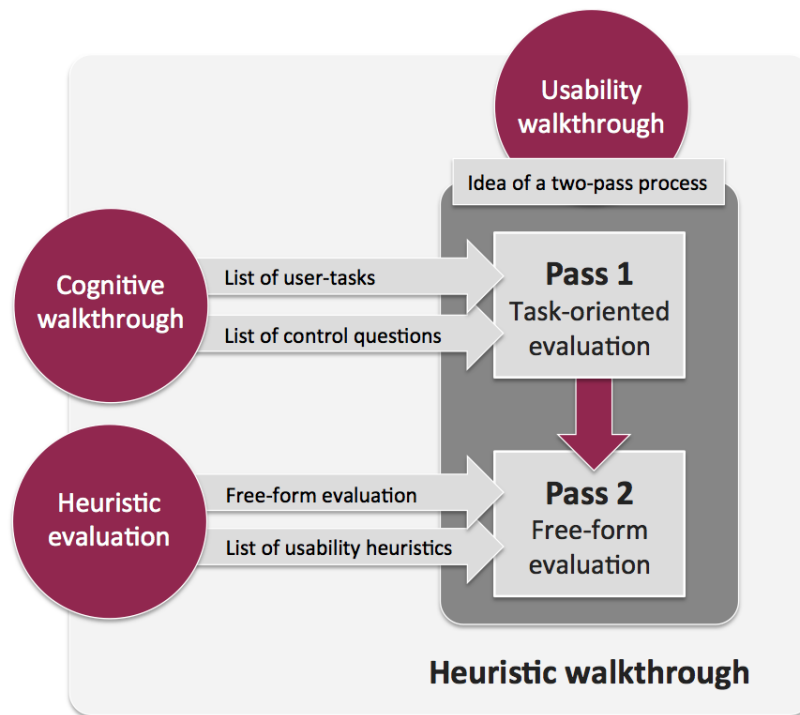 Usability
walkthrough
Idea of a two-pass process
Cognitive
walkthrough
List of user-tasks
List of control questions
Pass 1
Task-oriented
evaluation
Heuristic
evaluation
Free-form evaluation
List of usability heuristics
Pass 2
Free-form
evaluation
Heuristic walkthrough